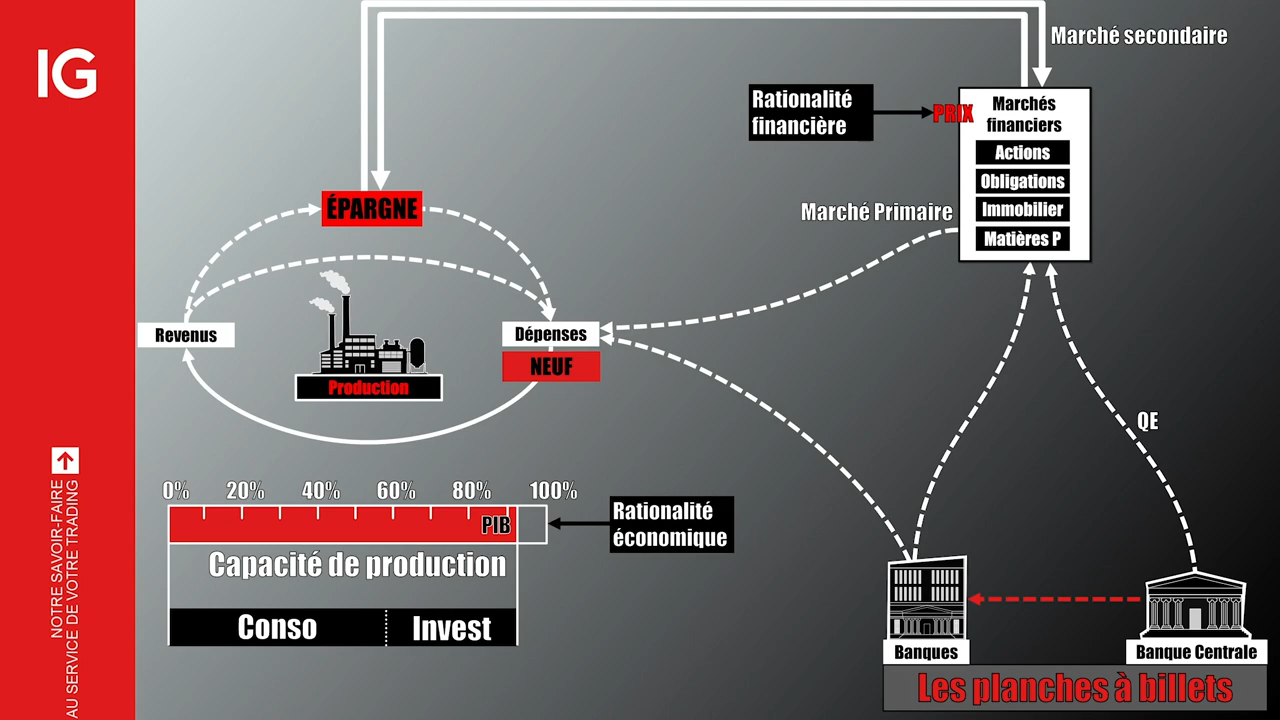 IG
NOTRE SAVOIR-FAIRE
AU SERVICE DE VOTRE TRADING
Marché secondaire
Rationalité
financière
PRIX
Marchés
financiers
Actions
Obligations
Immobilier
Matières P
Marché Primaire
ÉPARGNE
Revenus
Dépenses
NEUF
Production
QE
0% 20% 40% 60% 80% 100%
PIB
Rationalité
économique
Capacité de production
Conso Invest
Banques
Banque Centrale
Les planches à billets